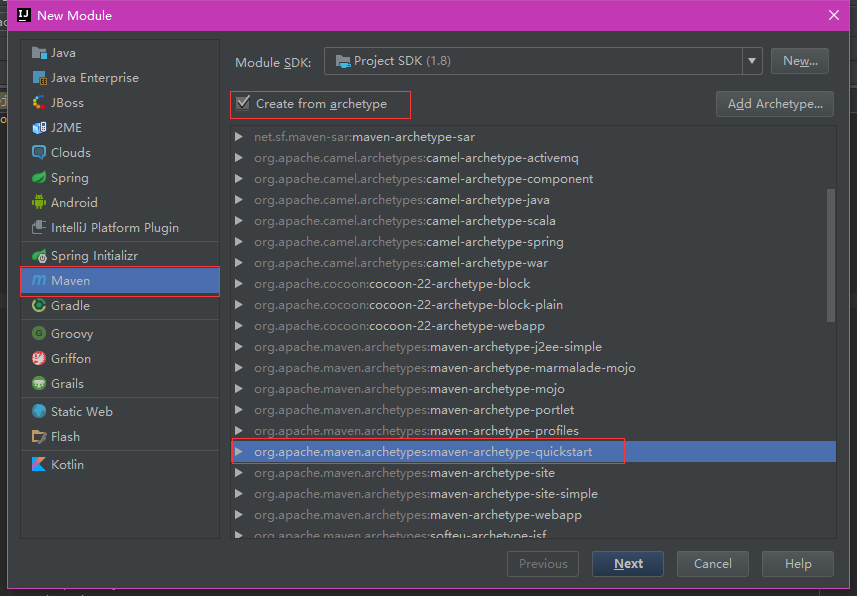 New Module
Java
Java Enterprise
JBoss
J2ME
Clouds
Spring
Android
IntelliJ Platform Plugin
Spring Initializr
Maven
Gradle
Groovy
Griffon
Grails
Static Web
Flash
Kotlin
Module SDK: Project SDK (1.8) New...
Create from archetype Add Archetype...
net.sf.maven-sar:maven-archetype-sar
org.apache.camel.archetypes:camel-archetype-activemq
org.apache.camel.archetypes:camel-archetype-component
org.apache.camel.archetypes:camel-archetype-java
org.apache.camel.archetypes:camel-archetype-scala
org.apache.camel.archetypes:camel-archetype-spring
org.apache.camel.archetypes:camel-archetype-war
org.apache.cocoon:cocoon-22-archetype-block
org.apache.cocoon:cocoon-22-archetype-block-plain
org.apache.cocoon:cocoon-22-archetype-webapp
org.apache.maven.archetypes:maven-archetype-j2ee-simple
org.apache.maven.archetypes:maven-archetype-marmalade-mojo
org.apache.maven.archetypes:maven-archetype-mojo
org.apache.maven.archetypes:maven-archetype-portlet
org.apache.maven.archetypes:maven-archetype-profiles
org.apache.maven.archetypes:maven-archetype-quickstart
org.apache.maven.archetypes:maven-archetype-site
org.apache.maven.archetypes:maven-archetype-site-simple
org.apache.maven.archetypes:maven-archetype-webapp
org.apache.maven.archetypes:softeu-archetype-jsf
Previous Next Cancel Help